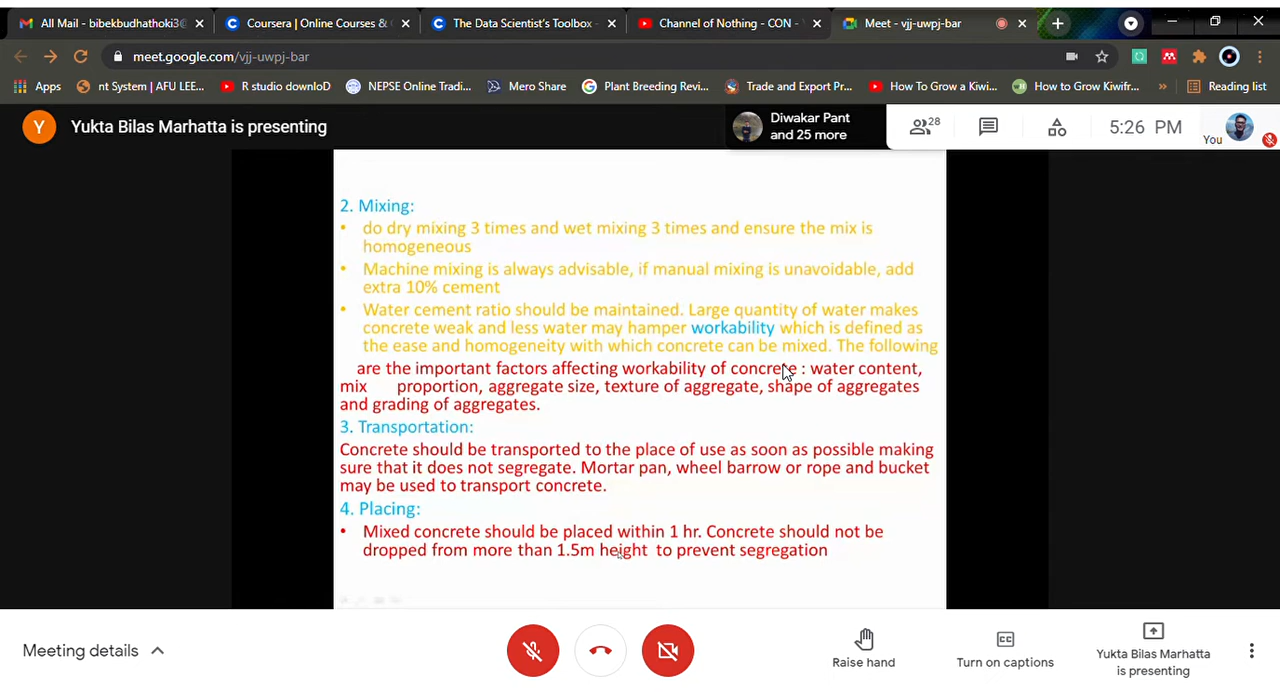 All Mail - bibekbudhathoki3@
Coursera | Online Courses &
The Data Scientist's Toolbox -
Channel of Nothing - CON -
Meet - vjj-uwpj-bar
meet.google.com/vjj-uwpj-bar
Apps
nt System | AFU LEE...
R studio downloD
NEPSE Online Tradi...
Mero Share
Plant Breeding Revi...
Trade and Export Pr...
How To Grow a Kiwi...
How to Grow Kiwifr...
»
Reading list
Y
Yukta Bilas Marhatta is presenting
Diwakar Pant
and 25 more
28
5:26 PM
You
2. Mixing:
• do dry mixing 3 times and wet mixing 3 times and ensure the mix is
homogeneous
• Machine mixing is always advisable, if manual mixing is unavoidable, add
extra 10% cement
• Water cement ratio should be maintained. Large quantity of water makes
concrete weak and less water may hamper workability which is defined as
the ease and homogeneity with which concrete can be mixed. The following
are the important factors affecting workability of concrete : water content,
mix proportion, aggregate size, texture of aggregate, shape of aggregates
and grading of aggregates.
3. Transportation:
Concrete should be transported to the place of use as soon as possible making
sure that it does not segregate. Mortar pan, wheel barrow or rope and bucket
may be used to transport concrete.
4. Placing:
• Mixed concrete should be placed within 1 hr. Concrete should not be
dropped from more than 1.5m height to prevent segregation
Meeting details
Raise hand
CC
Turn on captions
Yukta Bilas Marhatta
is presenting